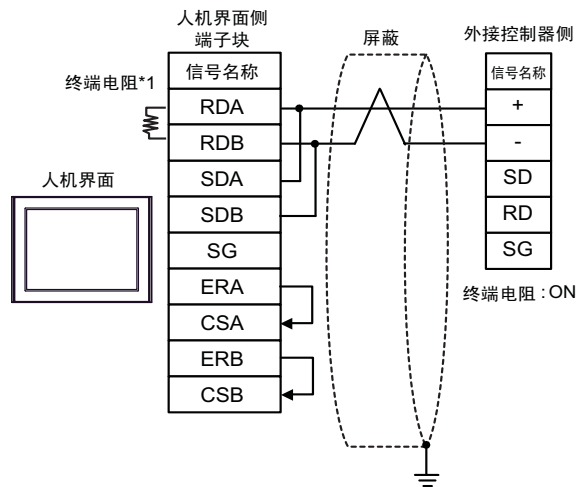 人机界面侧
端子块
屏蔽
外接控制器侧
终端电阻*1
信号名称
信号名称
RDA
+
RDB
-
人机界面
SDA
SD
SDB
RD
SG
SG
ERA
终端电阻：ON
CSA
ERB
CSB